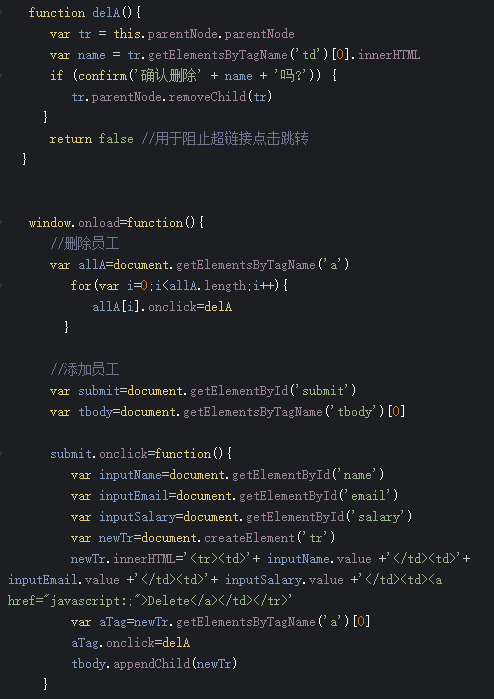 function delA(){
var tr = this.parentNode.parentNode
var name = tr.getElementsByTagName('td')[0].innerHTML
if (confirm('确认删除' + name + '吗?')) {
tr.parentNode.removeChild(tr)
}
return false //用于阻止超链接点击跳转
}
window.onload=function(){
//删除员工
var allA=document.getElementsByTagName('a')
for(var i=0;i<allA.length;i++){
allA[i].onclick=delA
}
//添加员工
var submit=document.getElementById('submit')
var tbody=document.getElementsByTagName('tbody')[0]
submit.onclick=function(){
var inputName=document.getElementById('name')
var inputEmail=document.getElementById('email')
var inputSalary=document.getElementById('salary')
var newTr=document.createElement('tr')
newTr.innerHTML='<tr><td>'+ inputName.value +'</td><td>'+
inputEmail.value +'</td><td>'+ inputSalary.value +'</td><td><a
href="javascript:;">Delete</a></td></tr>'
var aTag=newTr.getElementsByTagName('a')[0]
aTag.onclick=delA
tbody.appendChild(newTr)
}